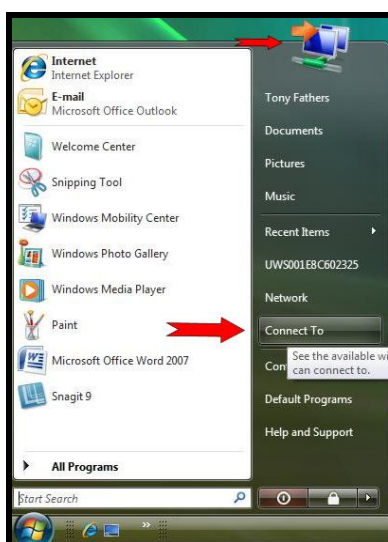 Internet
Internet Explorer
E-mail
Microsoft Office Outlook
Welcome Center
Snipping Tool
Windows Mobility Center
Windows Photo Gallery
Windows Media Player
Paint
Microsoft Office Word 2007
Snagit 9
All Programs
Start Search
Tony Fathers
Documents
Pictures
Music
Recent Items
UWS001E8C602325
Network
Connect To
See the available wi
can connect to.
Con
Default Programs
Help and Support